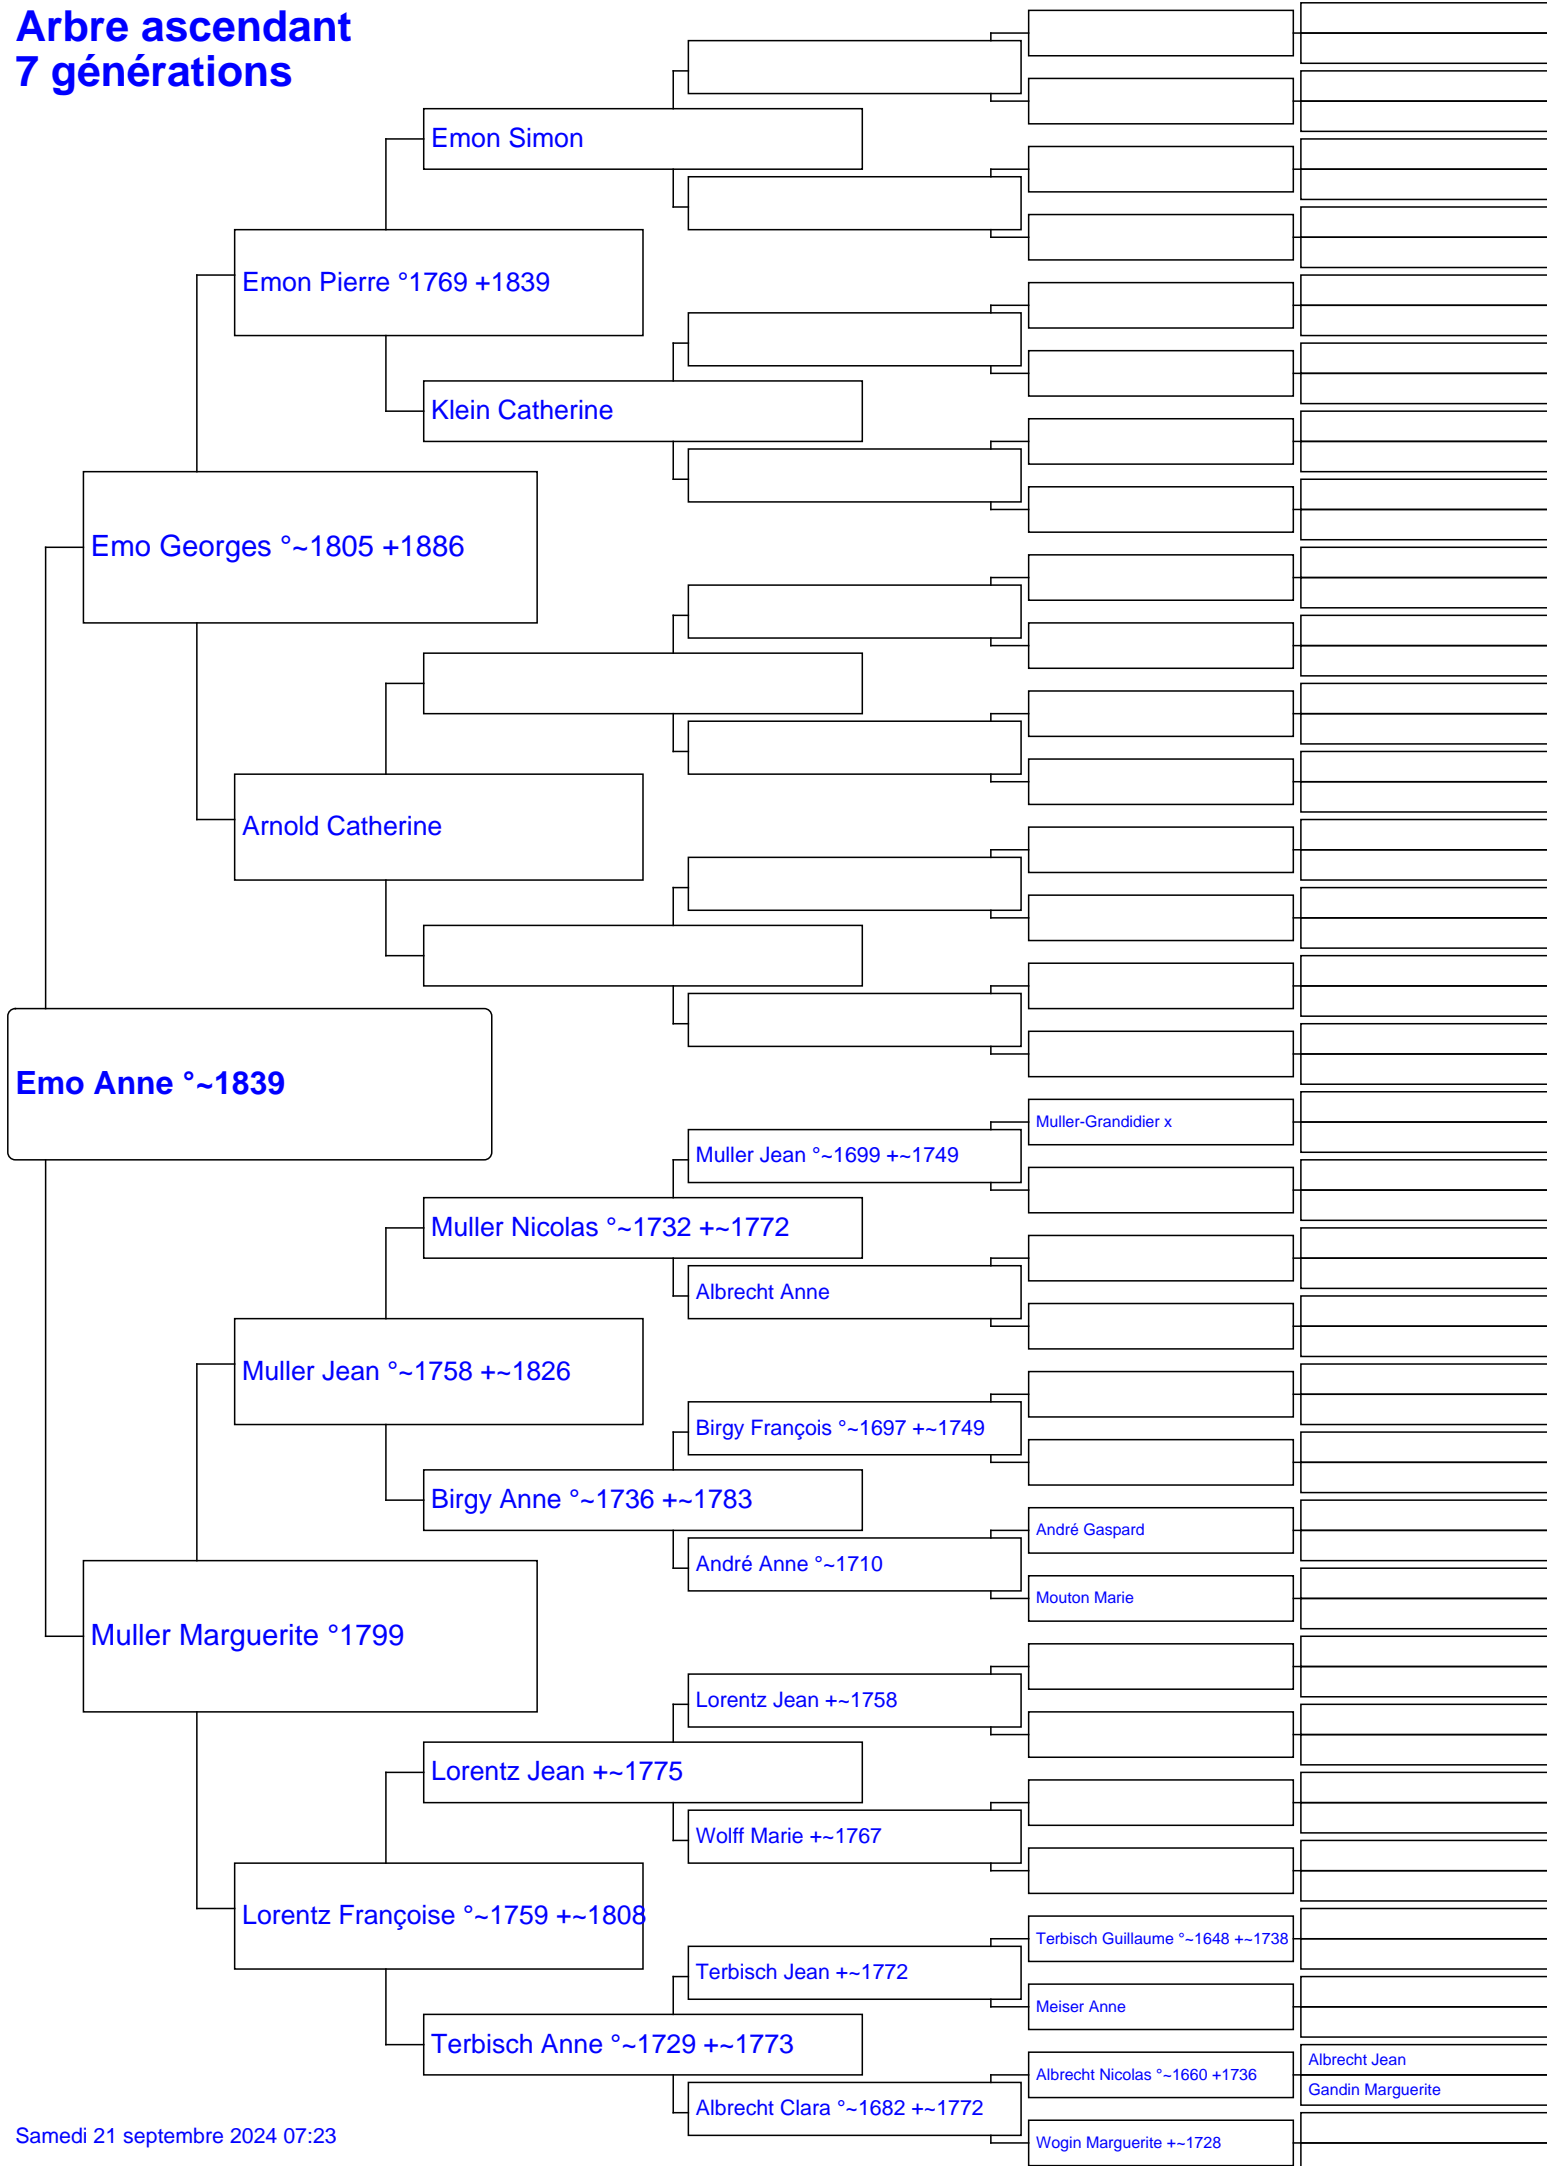 Arbre ascendant
7 générations
Emon Simon
Emon Pierre °1769 +1839
Klein Catherine
Emo Georges °~1805 +1886
Arnold Catherine
Emo Anne °~1839
Muller-Grandidier x
Muller Jean °~1699 +~1749
Muller Nicolas °~1732 +~1772
Albrecht Anne
Muller Jean °~1758 +~1826
Birgy François °~1697 +~1749
Birgy Anne °~1736 +~1783
André Gaspard
André Anne °~1710
Mouton Marie
Muller Marguerite °1799
Lorentz Jean +~1758
Lorentz Jean +~1775
Wolff Marie +~1767
Lorentz Françoise °~1759 +~1808
Terbisch Guillaume °~1648 +~1738
Terbisch Jean +~1772
Meiser Anne
Terbisch Anne °~1729 +~1773
Albrecht Jean
Albrecht Nicolas °~1660 +1736
Gandin Marguerite
Albrecht Clara °~1682 +~1772
Wogin Marguerite +~1728
Samedi 21 septembre 2024 07:23